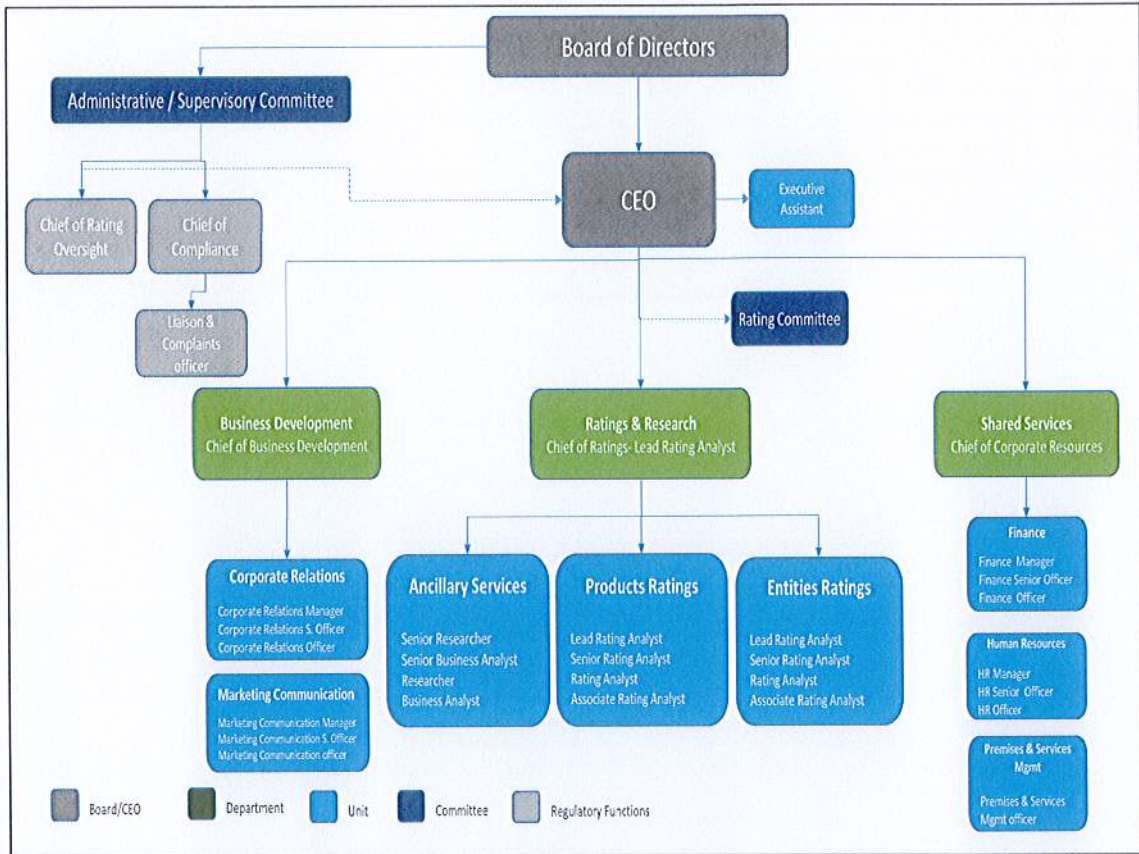 Board of Directors
Administrative / Supervisory Committee
CEO
Executive
Assistant
Chief of Rating
Oversight
Chief of
Compliance
Liaison &
Complaints
officer
Rating Committee
Business Development
Chief of Business Development
Ratings & Research
Chief of Ratings- Lead Rating Analyst
Shared Services
Chief of Corporate Resources
Corporate Relations
Corporate Relations Manager
Corporate Relations S. Officer
Corporate Relations Officer
Marketing Communication
Marketing Communication Manager
Marketing Communication S. Officer
Marketing Communication officer
Ancillary Services
Senior Researcher
Senior Business Analyst
Researcher
Business Analyst
Products Ratings
Lead Rating Analyst
Senior Rating Analyst
Rating Analyst
Associate Rating Analyst
Entities Ratings
Lead Rating Analyst
Senior Rating Analyst
Rating Analyst
Associate Rating Analyst
Finance
Finance Manager
Finance Senior Officer
Finance Officer
Human Resources
HR Manager
HR Senior Officer
HR Officer
Premises & Services
Mgmt
Premises & Services
Mgmt officer
Board/CEO
Department
Unit
Committee
Regulatory Functions